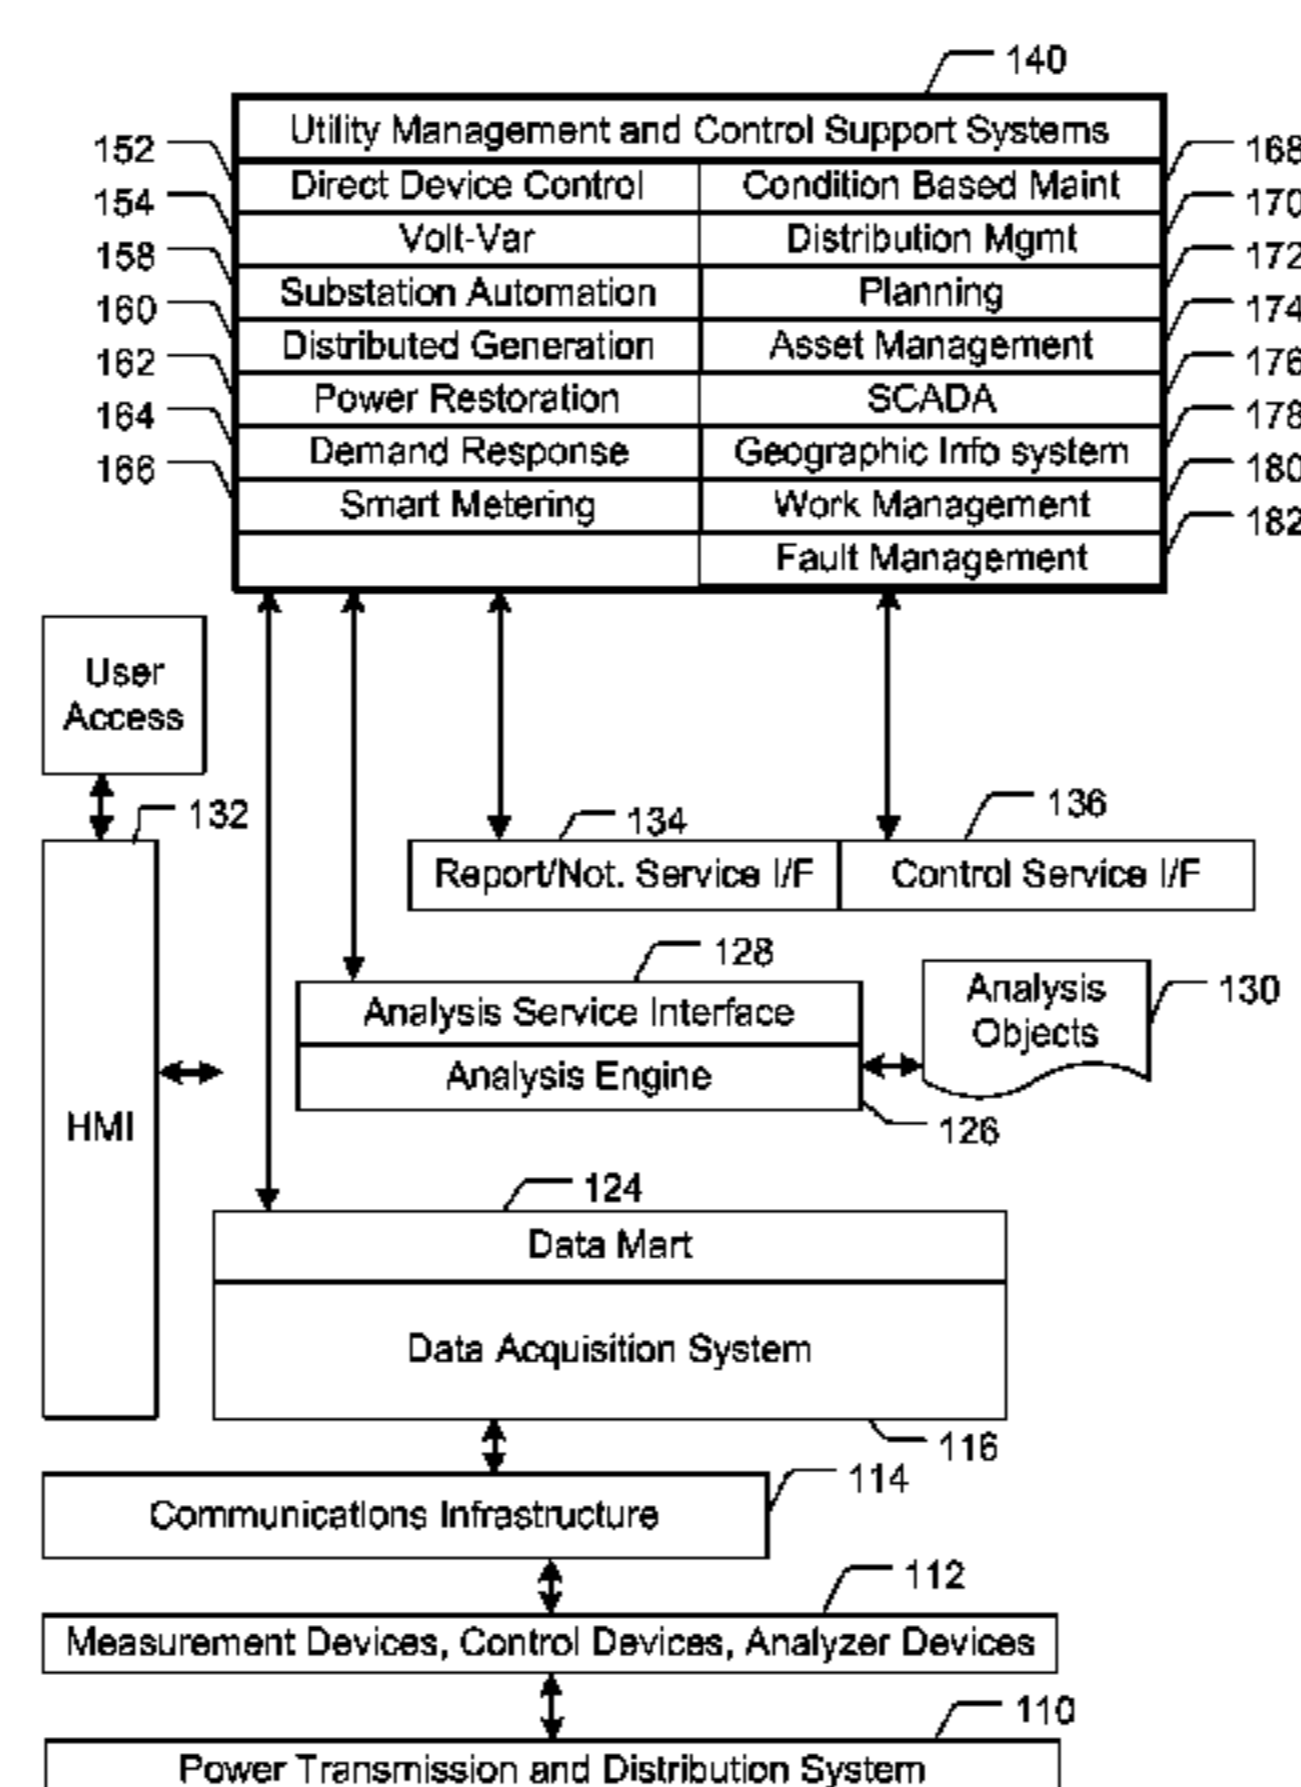 140
Utility Management and Control Support Systems
152 Direct Device Control Condition Based Maint 168
154 Volt-Var Distribution Mgmt 170
158 Substation Automation Planning 172
160 Distributed Generation Asset Management 174
162 Power Restoration SCADA 176
164 Demand Response Geographic Info system 178
166 Smart Metering Work Management 180
Fault Management 182
User
Access
132
134 136
Report/Not. Service I/F Control Service I/F
128
Analysis Service Interface
Analysis Engine
126
Analysis
Objects
130
HMI
124
Data Mart
Data Acquisition System
116
114
Communications Infrastructure
112
Measurement Devices, Control Devices, Analyzer Devices
110
Power Transmission and Distribution System